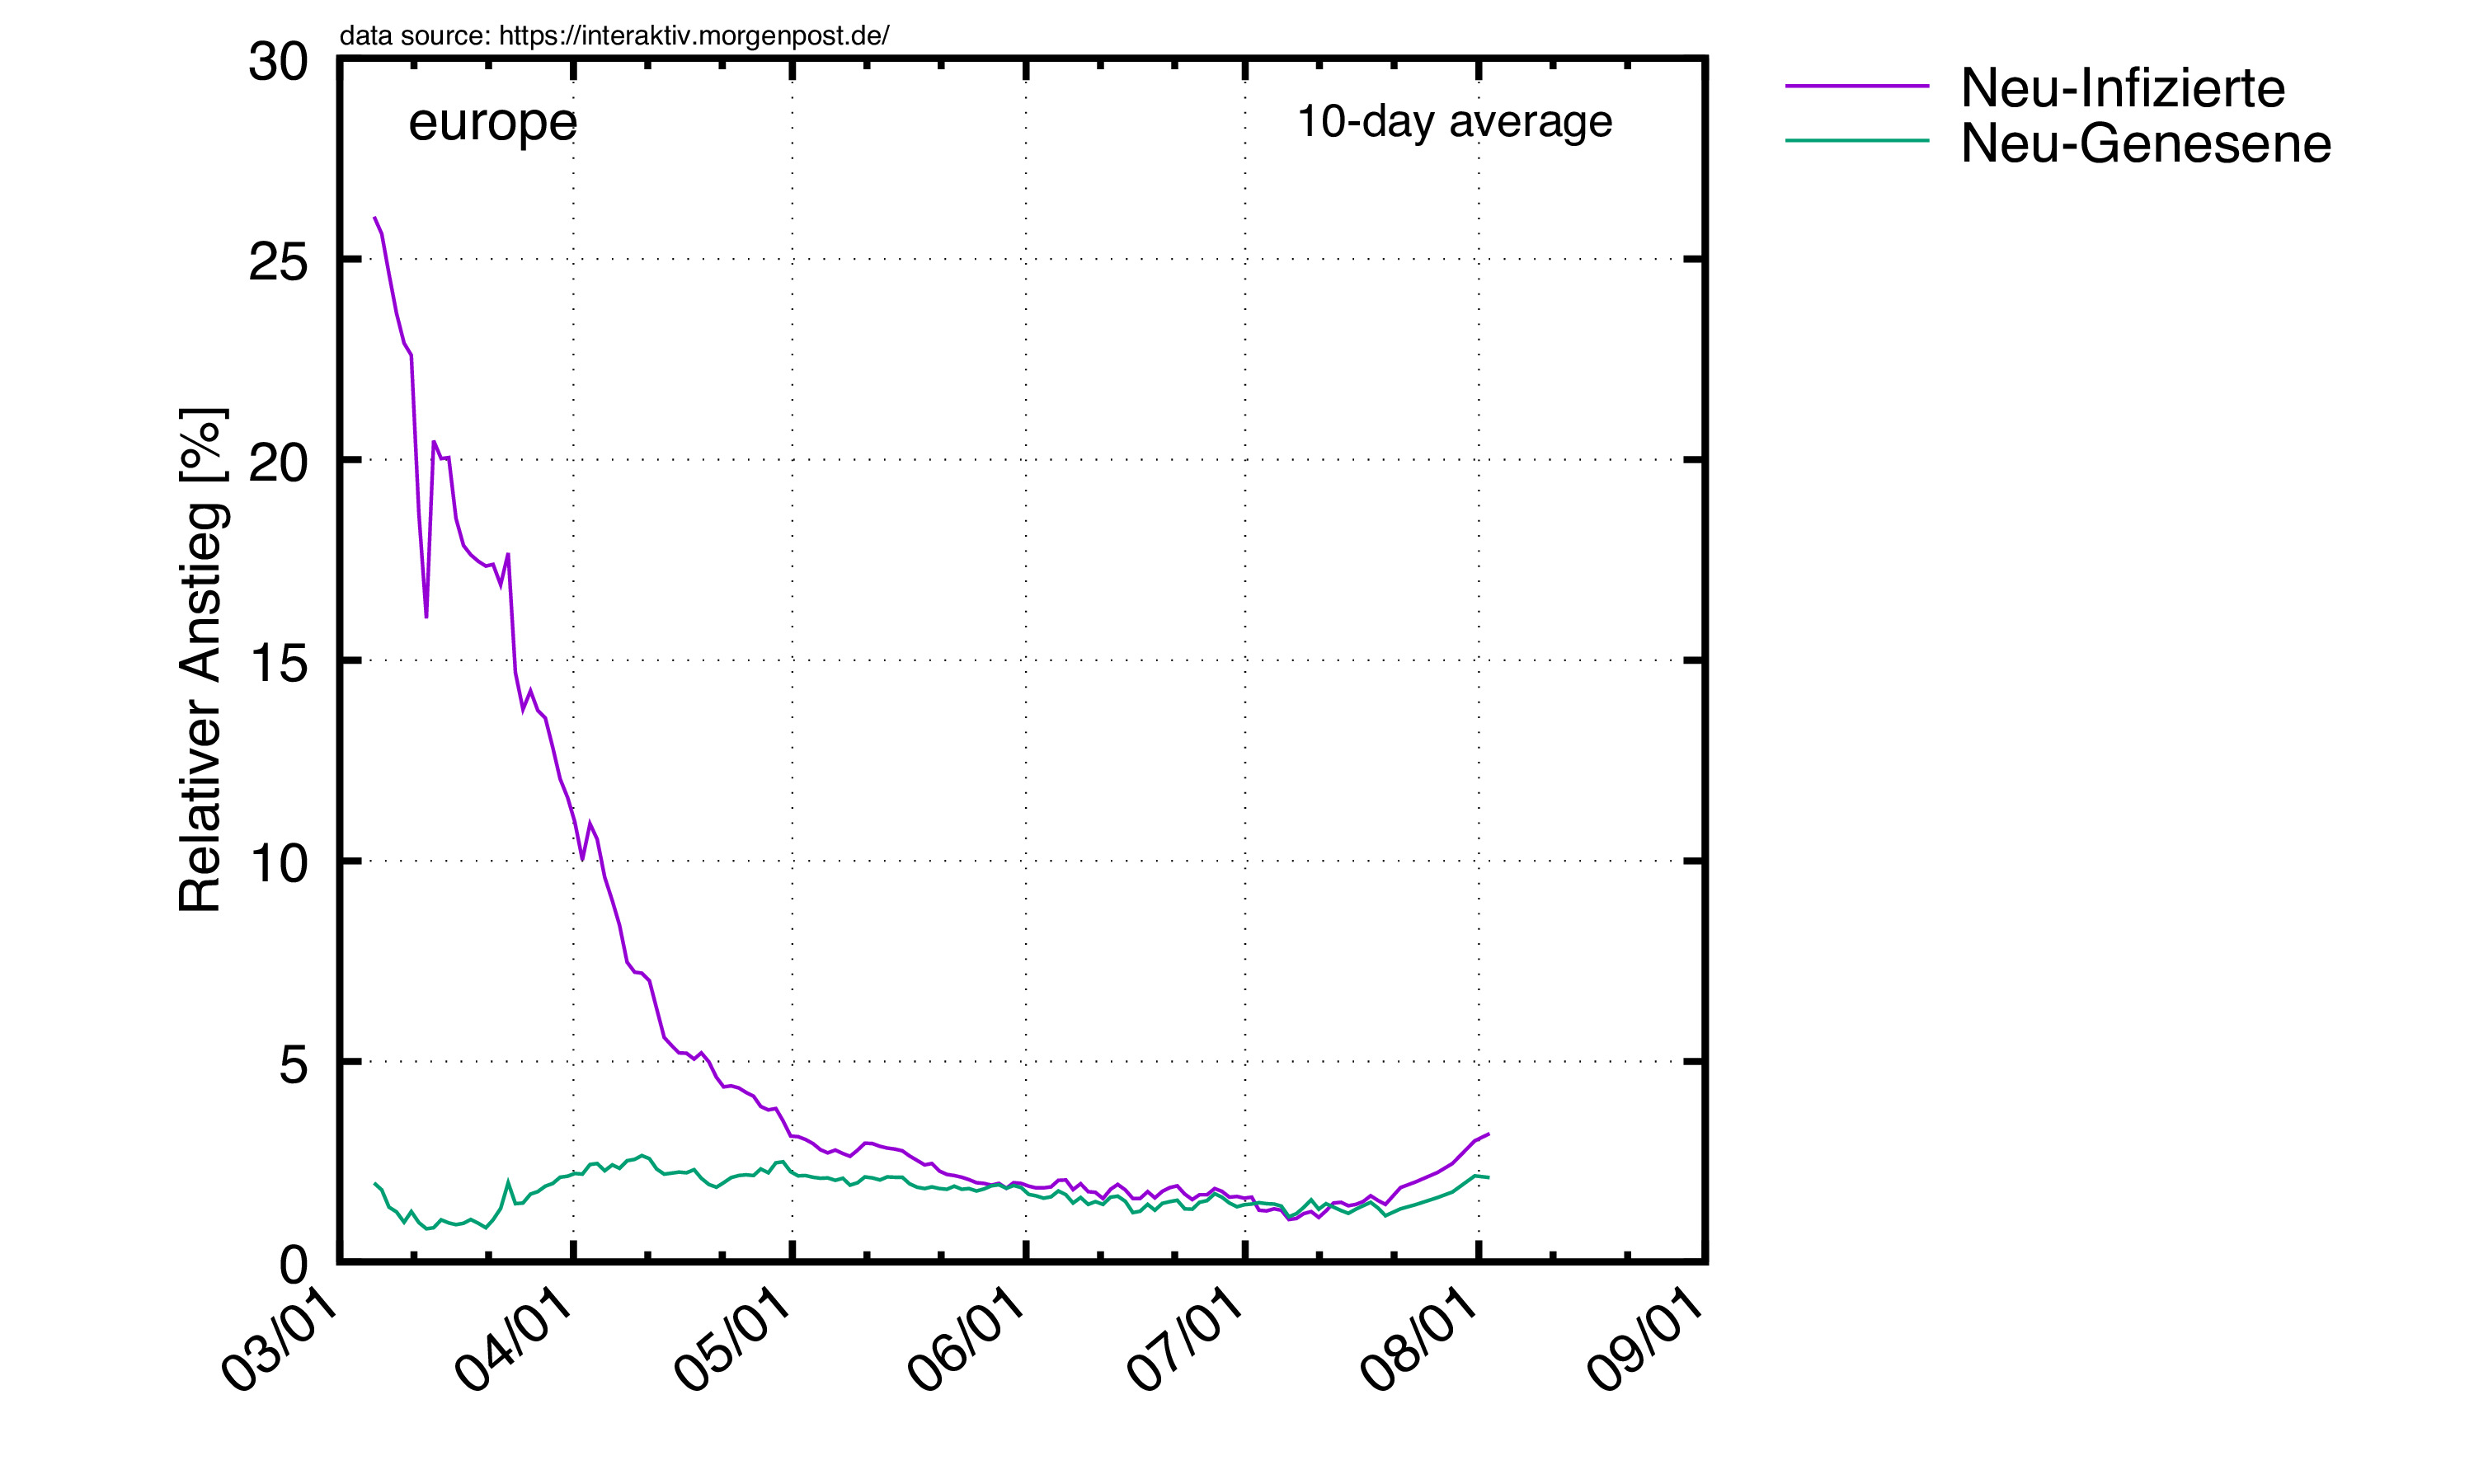 data source: https://interaktiv.morgenpost.de/
europe
10-day average
Neu-Infizierte
Neu-Genesene
Relativer Anstieg [%]
30
25
20
15
10
5
0
03/01
04/01
05/01
06/01
07/01
08/01
09/01